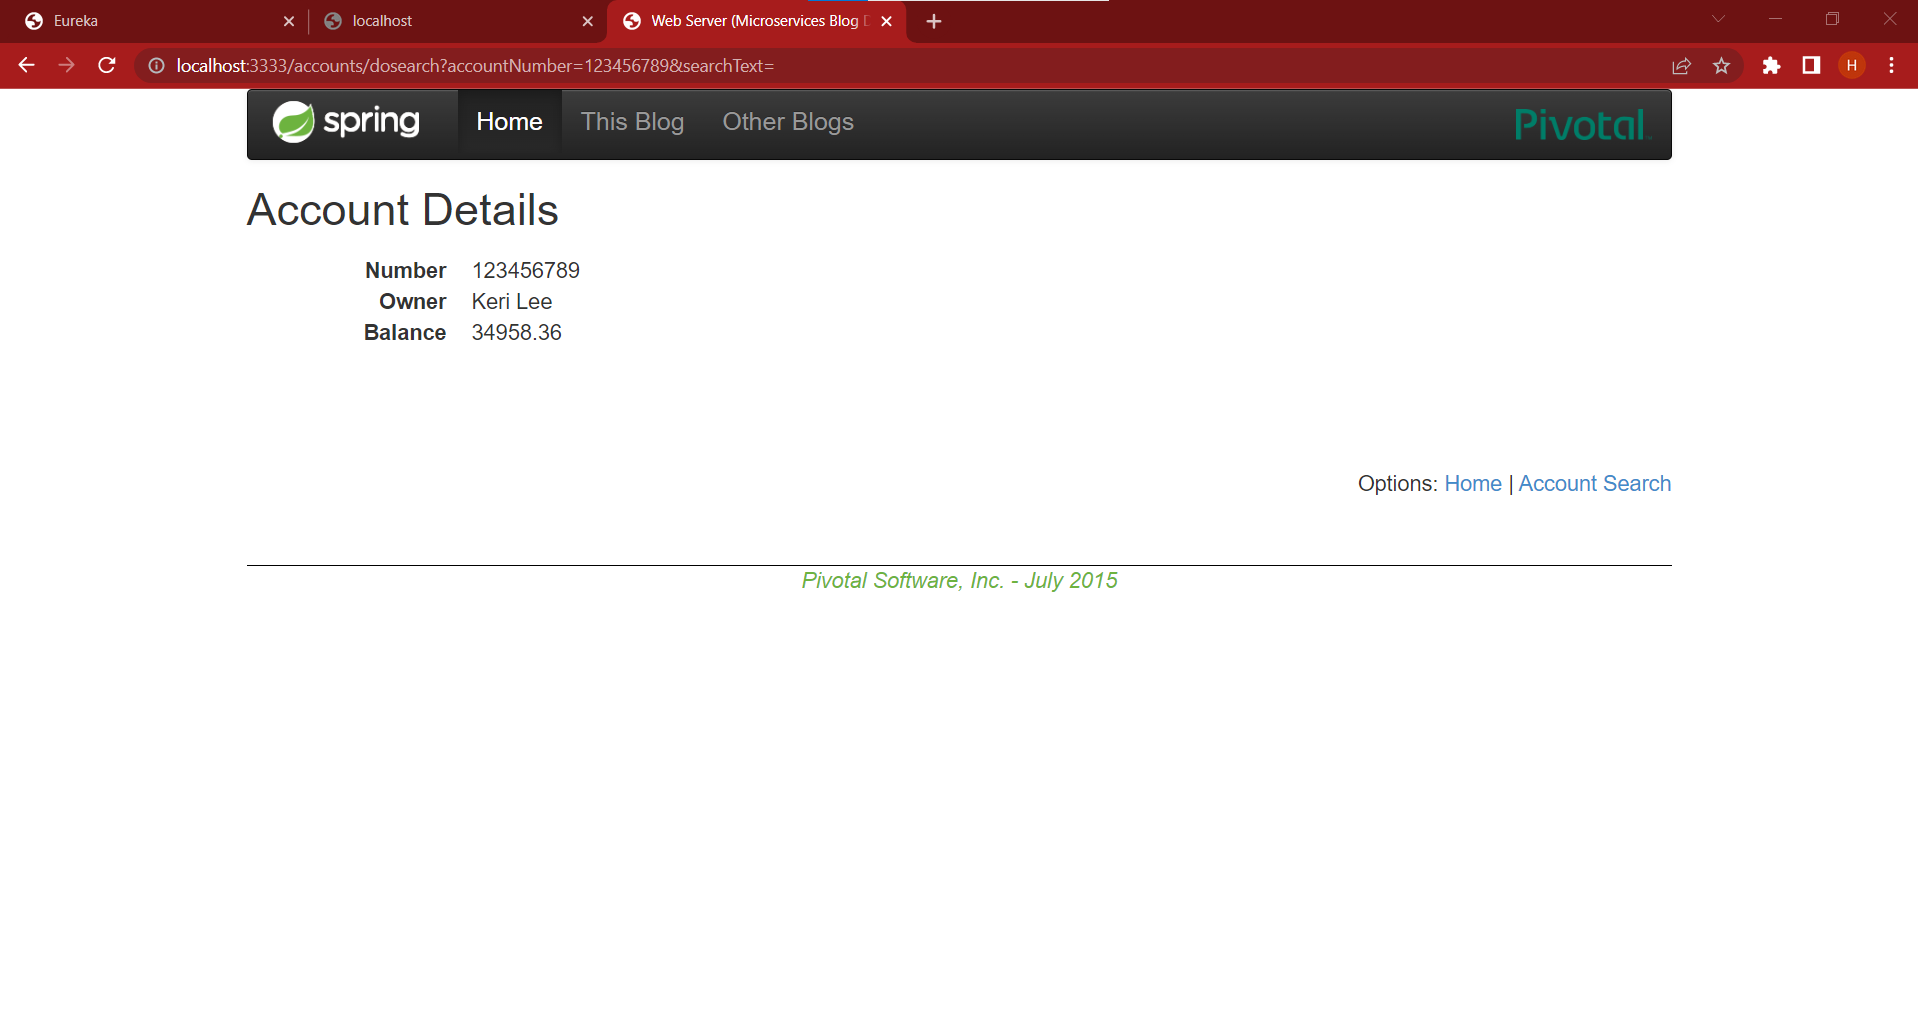 Eureka
localhost
Web Server (Microservices Blog D
localhost:3333/accounts/dosearch?accountNumber=123456789&searchText=
H
spring Home This Blog Other Blogs Pivotal
Account Details
Number 123456789
Owner Keri Lee
Balance 34958.36
Options: Home | Account Search
Pivotal Software, Inc. - July 2015